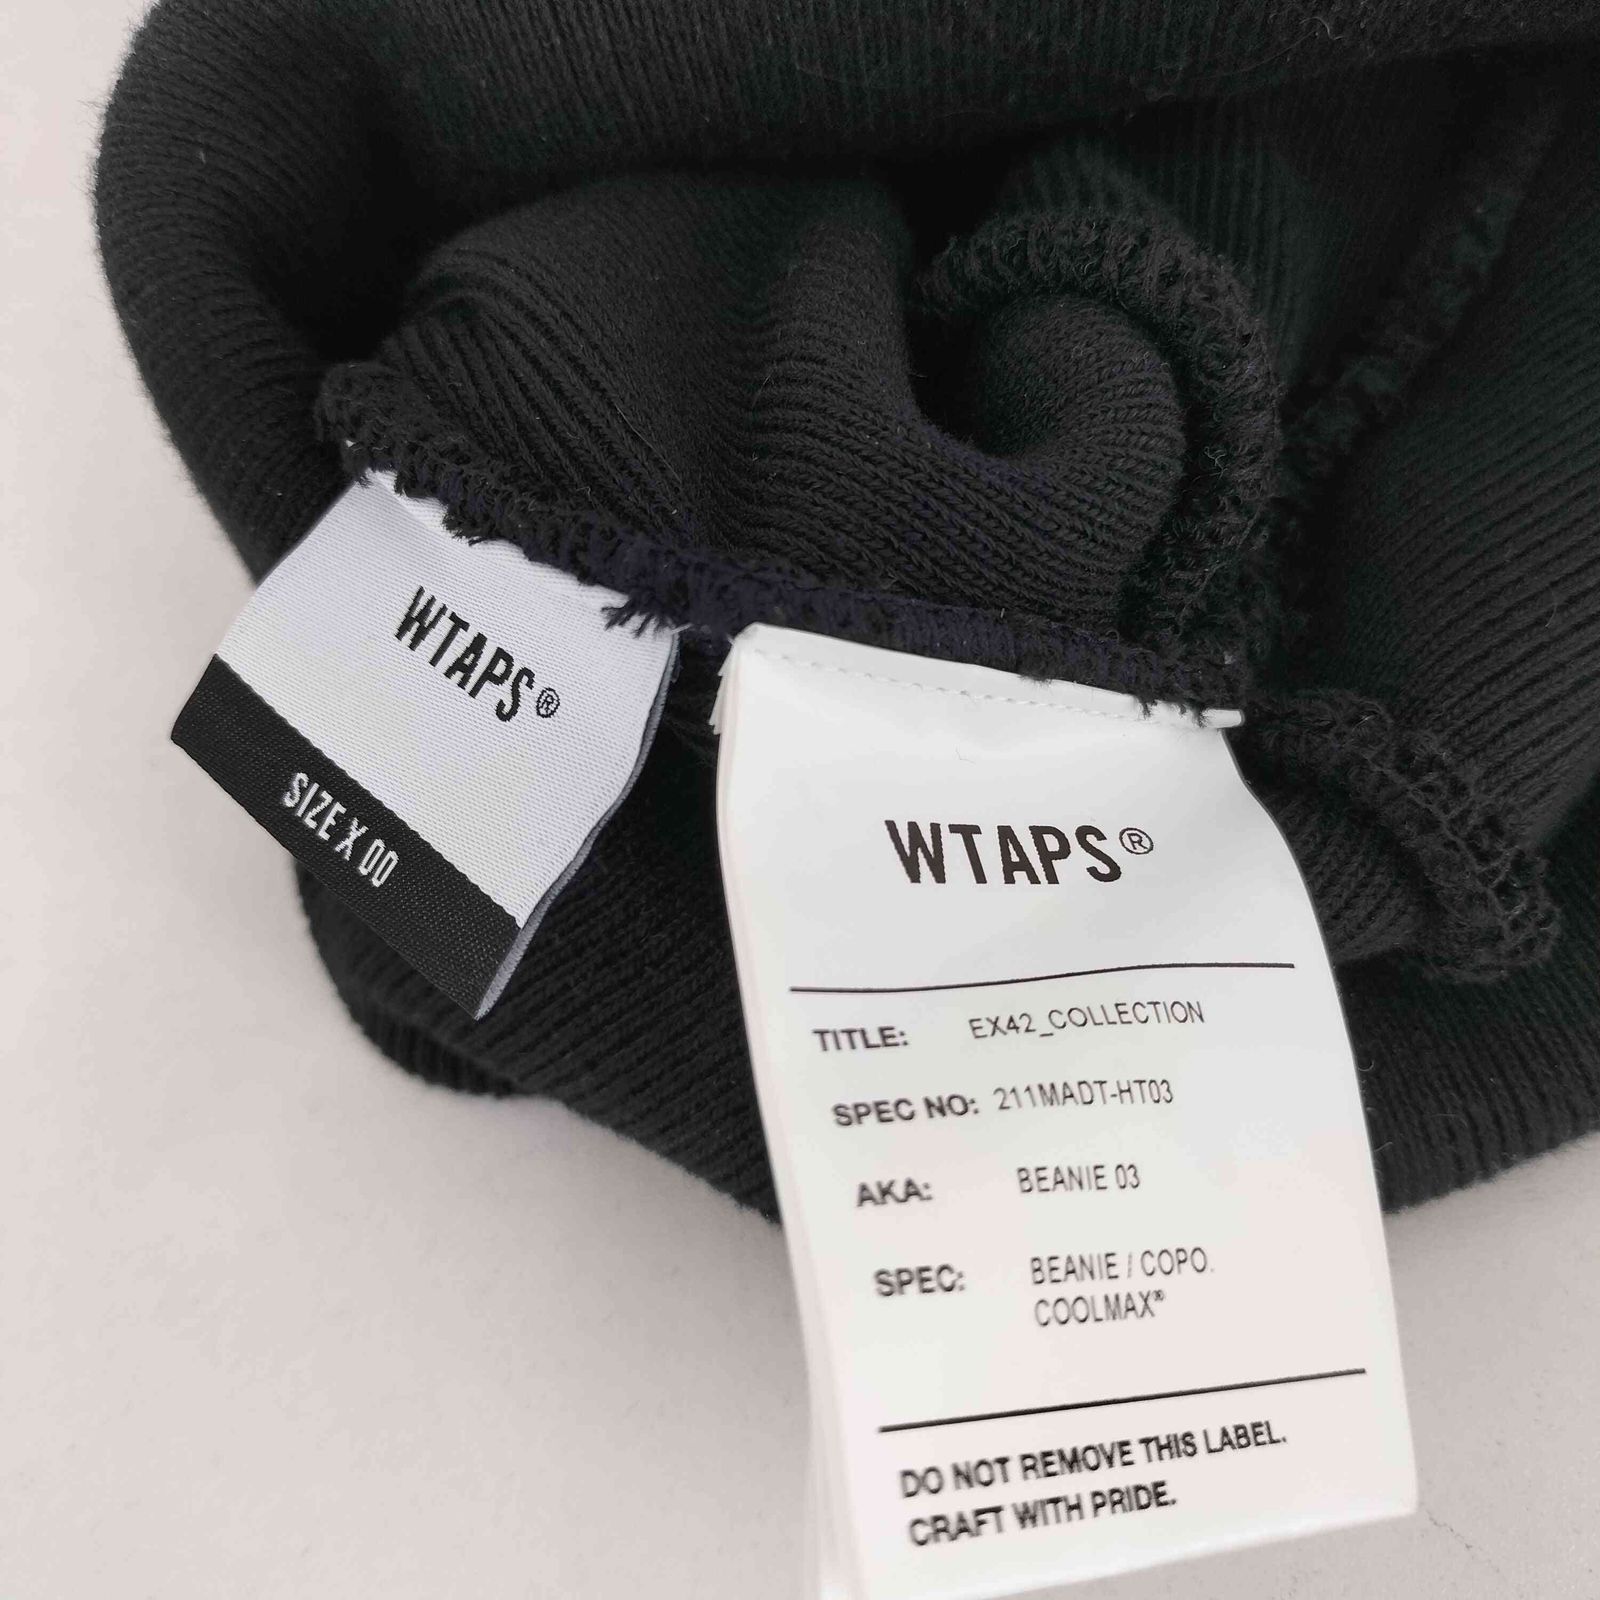 WTAPS®
SIZE X 00
WTAPS®
TITLE: EX42_COLLECTION
SPEC NO: 211MADT-HT03
AKA: BEANIE 03
SPEC: BEANIE / COPO.
COOLMAX®
DO NOT REMOVE THIS LABEL.
CRAFT WITH PRIDE.